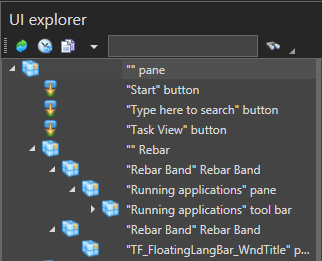 UI explorer
"" pane
"Start" button
"Type here to search" button
"Task View" button
"" Rebar
"Rebar Band" Rebar Band
"Running applications" pane
"Running applications" tool bar
"Rebar Band" Rebar Band
"TF_FloatingLangBar_WndTitle" p...